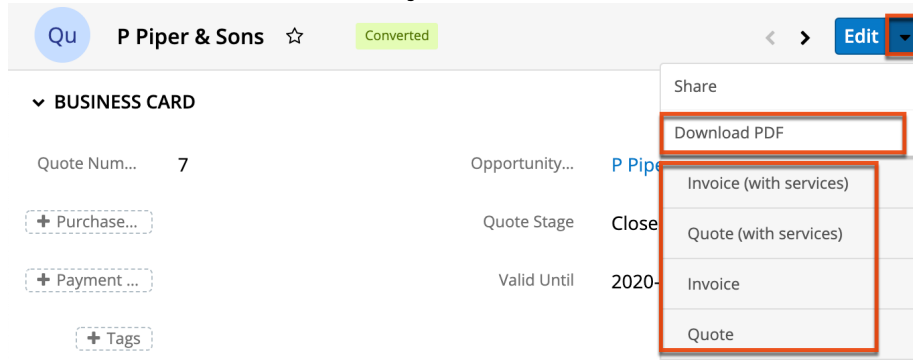 Qu P Piper & Sons Converted Edit
Share
BUSINESS CARD
Download PDF
Quote Num... 7 Opportunity... P Pipe
Invoice (with services)
Purchase... Quote Stage Close
Quote (with services)
Payment ... Valid Until 2020-
Invoice
Tags
Quote